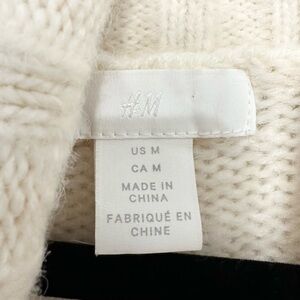 H&M
US M
CA M
MADE IN
CHINA
FABRIQUÉ EN
CHINE